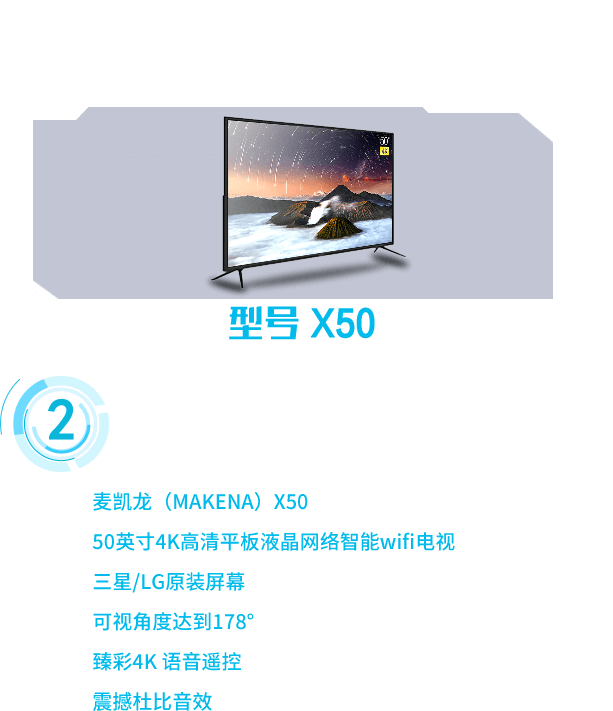 50"
4K
型号 X50
2
麦凯龙（MAKENA）X50
50英寸4K高清平板液晶网络智能wifi电视
三星/LG原装屏幕
可视角度达到178°
臻彩4K 语音遥控
震撼杜比音效